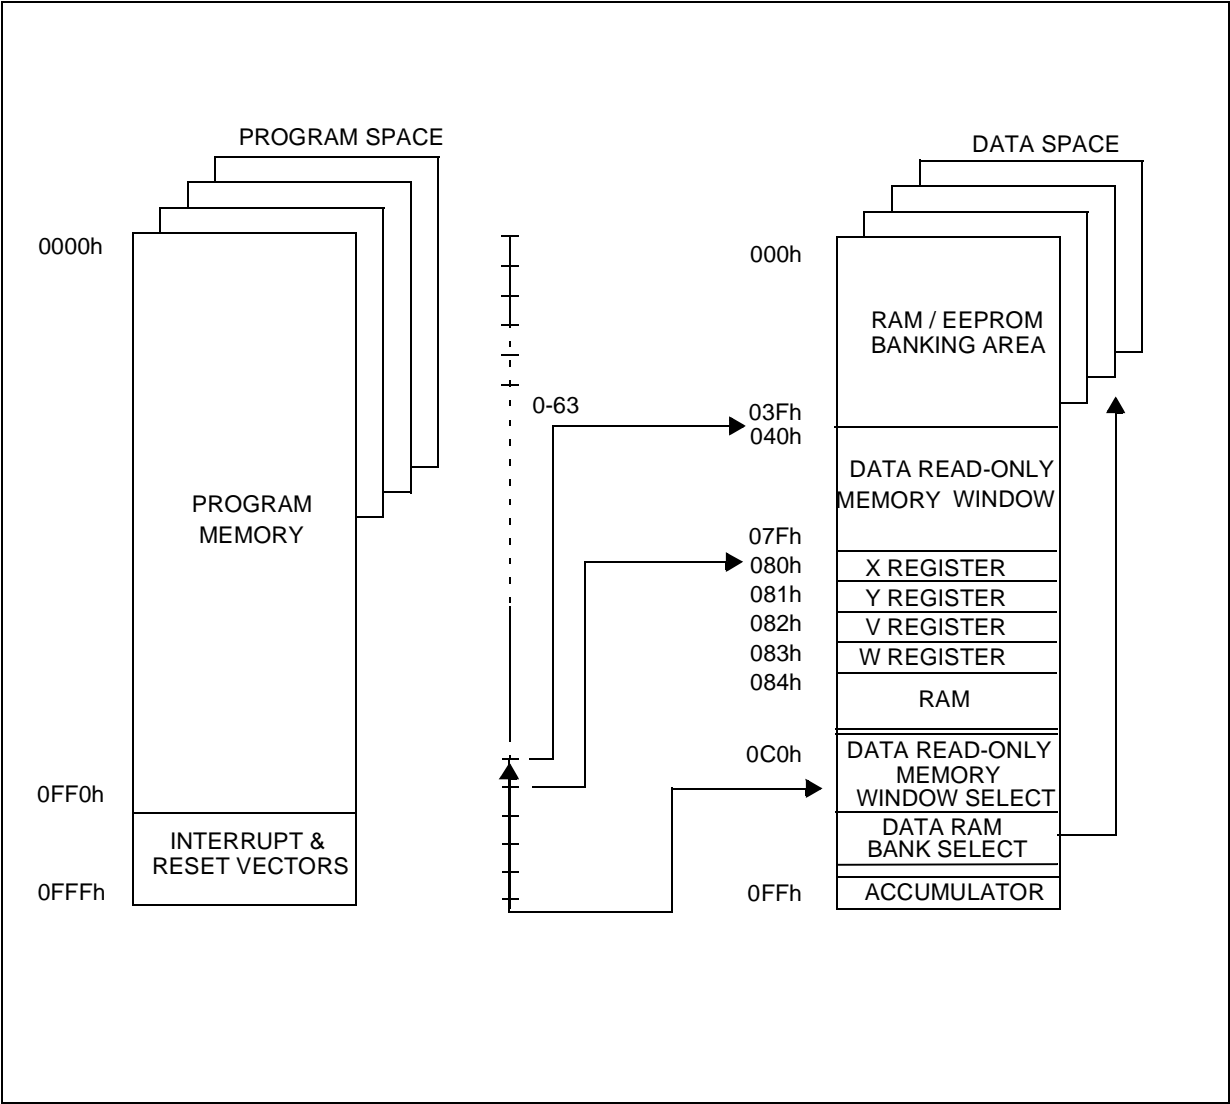 PROGRAM SPACE
0000h
PROGRAM
MEMORY
0FF0h
INTERRUPT &
RESET VECTORS
0FFFh
0-63
DATA SPACE
000h
RAM / EEPROM
BANKING AREA
03Fh
040h
DATA READ-ONLY
MEMORY WINDOW
07Fh
080h
X REGISTER
081h
Y REGISTER
082h
V REGISTER
083h
W REGISTER
084h
RAM
0C0h
DATA READ-ONLY
MEMORY
WINDOW SELECT
DATA RAM
BANK SELECT
0FFh
ACCUMULATOR